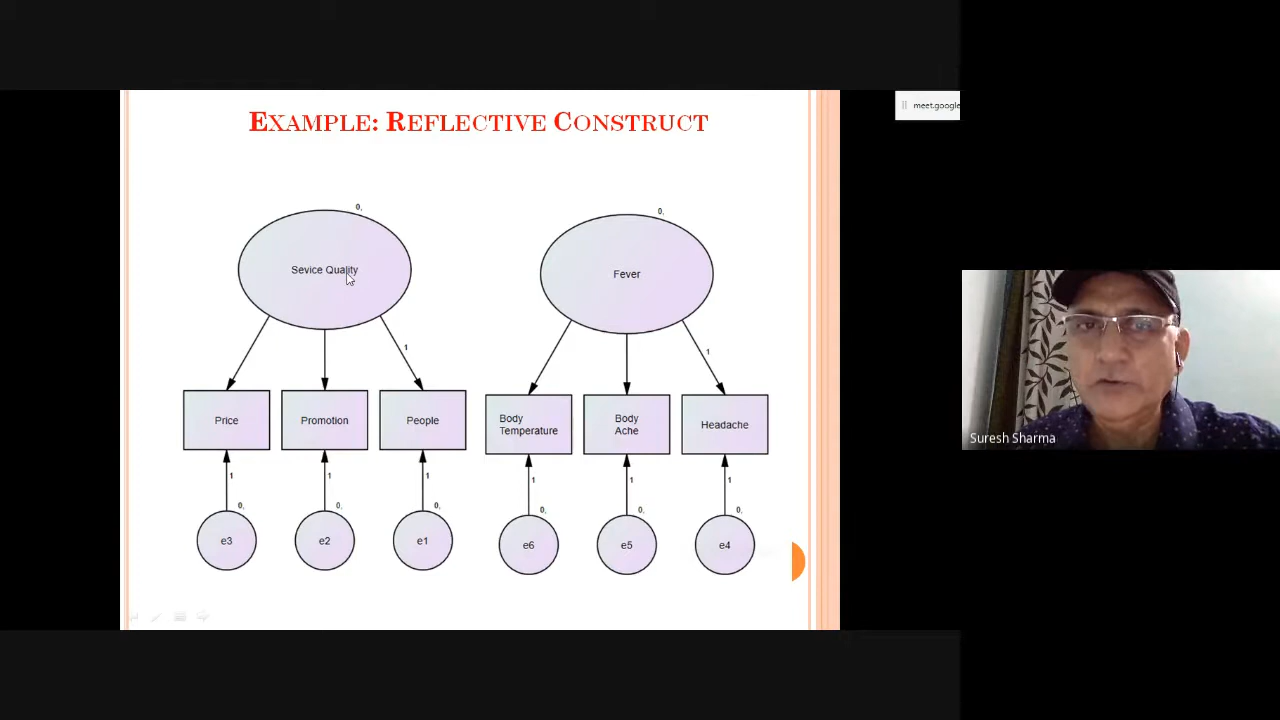 EXAMPLE: REFLECTIVE CONSTRUCT
meet.google
0,
0,
Sevice Quality
Fever
1
1
Price
Promotion
People
Body
Temperature
Body
Ache
Headache
1
1
1
1
1
1
0,
0,
0,
0,
0,
0,
e3
e2
e1
e6
e5
e4
Suresh Sharma